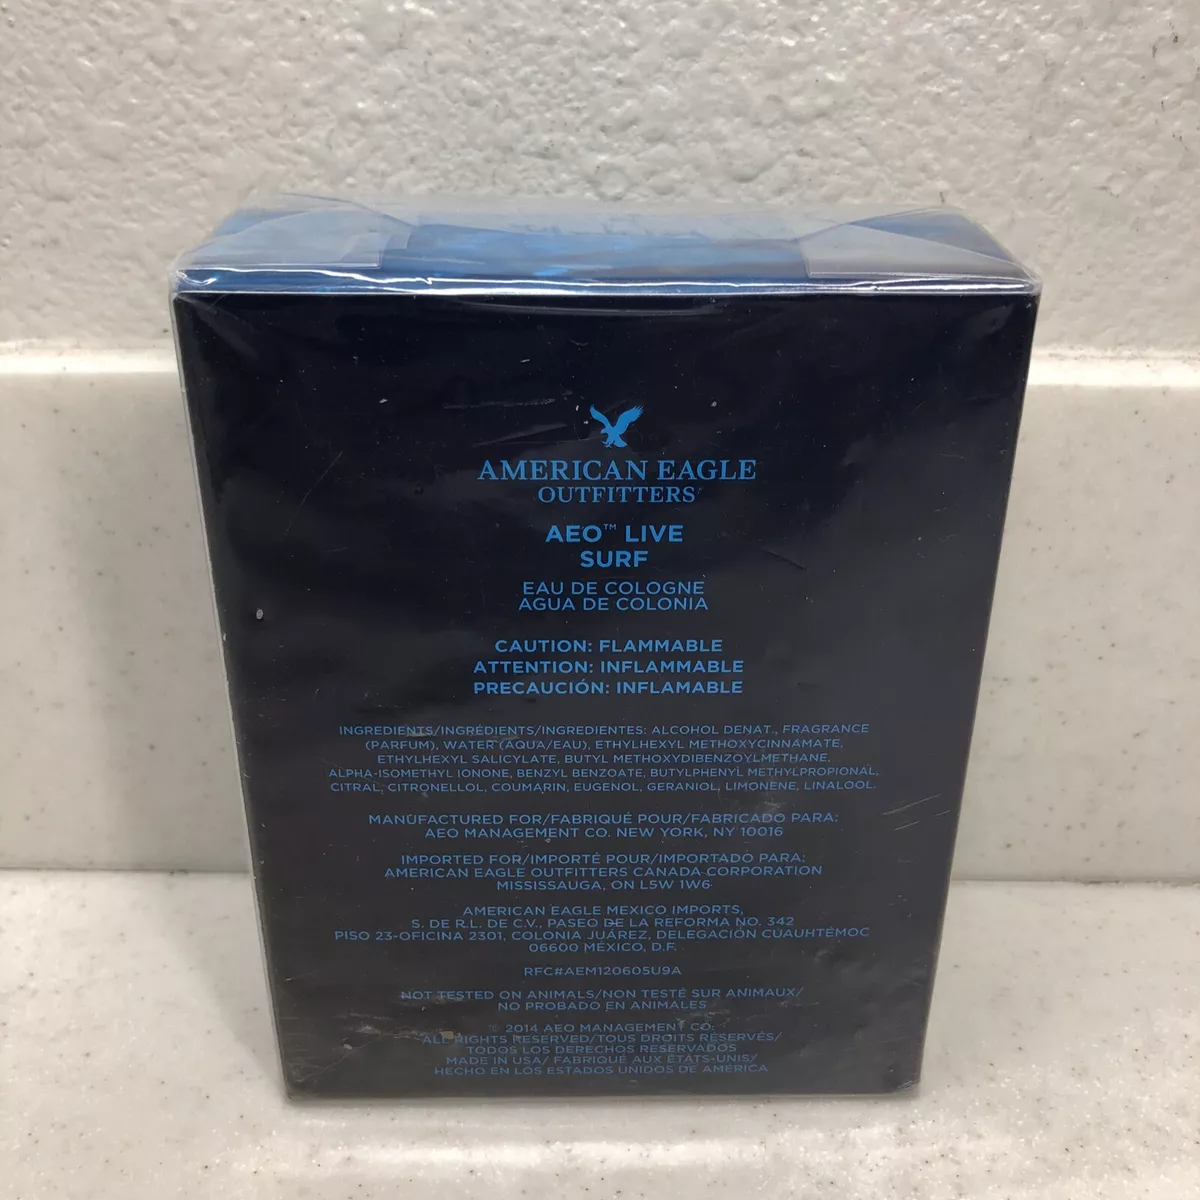 AMERICAN EAGLE
OUTFITTERS
AEO™ LIVE
SURF
EAU DE COLOGNE
AGUA DE COLONIA
CAUTION: FLAMMABLE
ATTENTION: INFLAMMABLE
PRECAUCIÓN: INFLAMABLE
INGREDIENTS/INGRÉDIENTS/INGREDIENTES: ALCOHOL DENAT., FRAGRANCE
(PARFUM), WATER (AQUA/EAU), ETHYLHEXYL METHOXYCINNAMATE,
ETHYLHEXYL SALICYLATE, BUTYL METHOXYDIBENZOYLMETHANE,
ALPHA-ISOMETHYL IONONE, BENZYL BENZOATE, BUTYLPHENYL METHYLPROPIONAL,
CITRAL, CITRONELLOL, COUMARIN, EUGENOL, GERANIOL, LIMONENE, LINALOOL.
MANUFACTURED FOR/FABRIQUÉ POUR/FABRICADO PARA:
AEO MANAGEMENT CO. NEW YORK, NY 10016
IMPORTED FOR/IMPORTÉ POUR/IMPORTADO PARA:
AMERICAN EAGLE OUTFITTERS CANADA CORPORATION
MISSISSAUGA, ON L5W 1W6
AMERICAN EAGLE MEXICO IMPORTS,
S. DE R.L. DE C.V., PASEO DE LA REFORMA NO. 342
PISO 23-OFICINA 2301, COLONIA JUÁREZ, DELEGACIÓN CUAUHTÉMOC
06600 MÉXICO, D.F.
RFC#AEM120605U9A
NOT TESTED ON ANIMALS/NON TESTÉ SUR ANIMAUX/
NO PROBADO EN ANIMALES
© 2014 AEO MANAGEMENT CO.
ALL RIGHTS RESERVED/TOUS DROITS RÉSERVÉS/
TODOS LOS DERECHOS RESERVADOS
MADE IN USA/ FABRIQUÉ AUX ÉTATS-UNIS/
HECHO EN LOS ESTADOS UNIDOS DE AMÉRICA